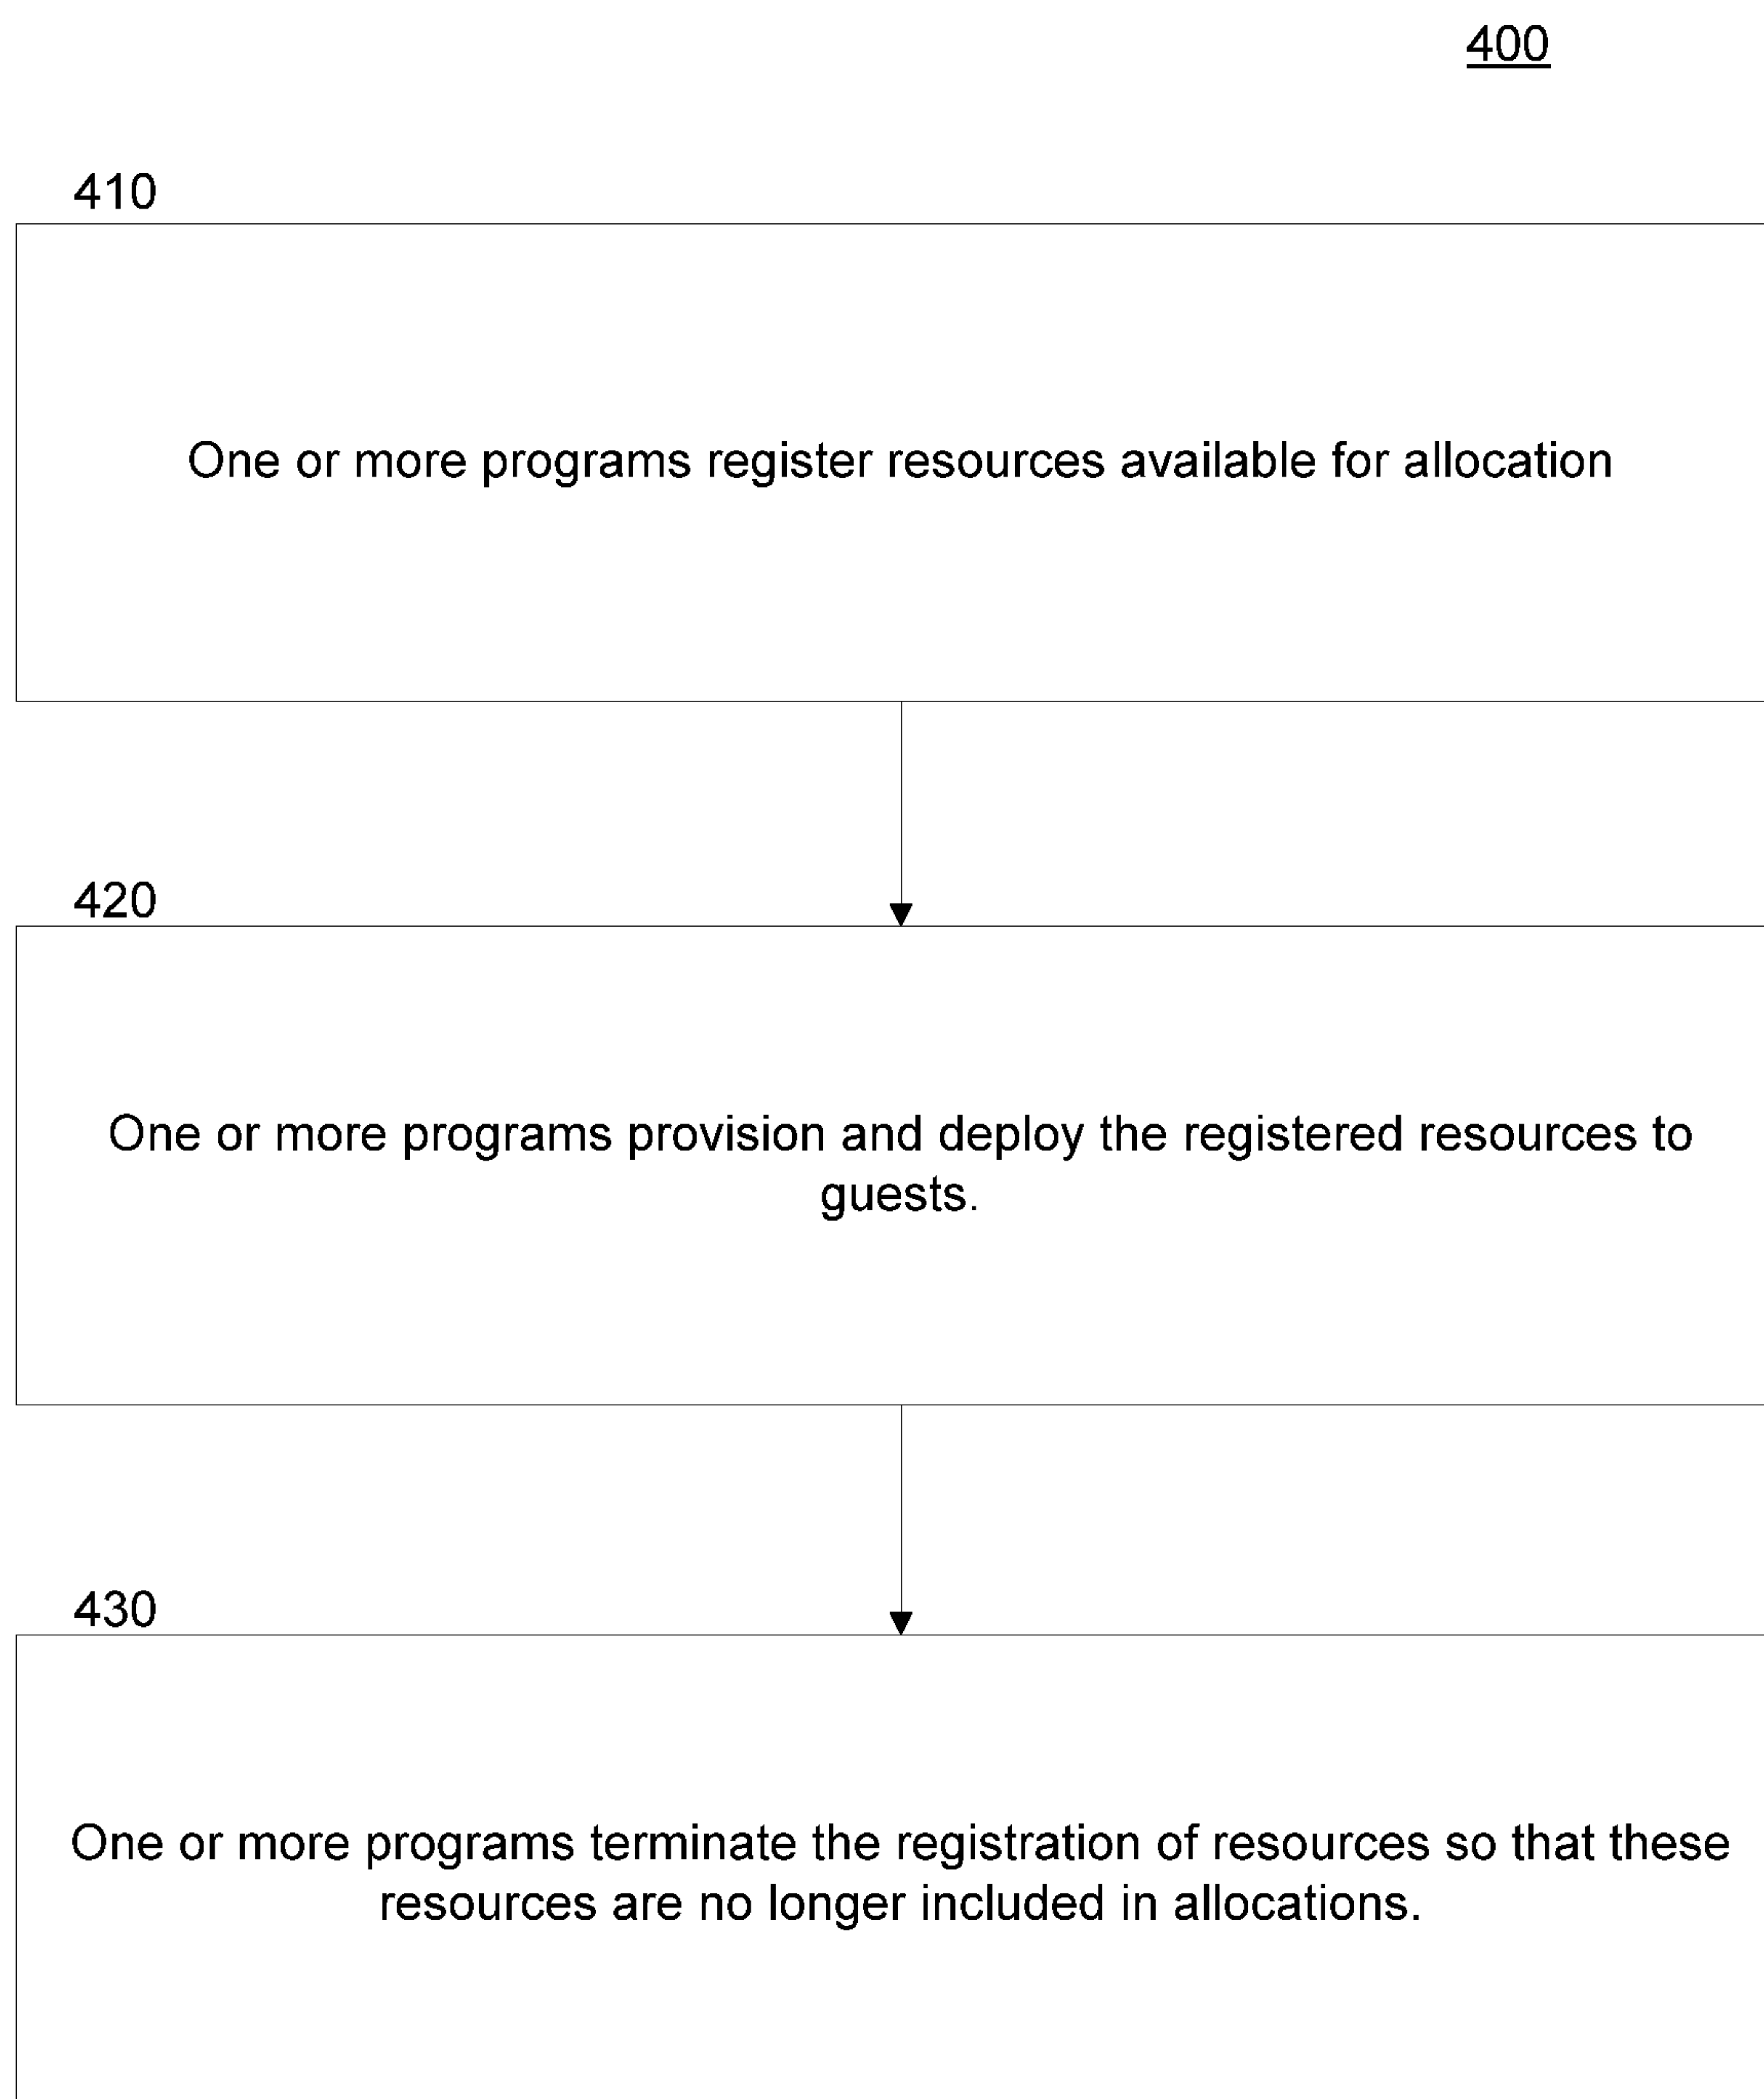 400
410
One or more programs register resources available for allocation
420
One or more programs provision and deploy the registered resources to
guests.
430
One or more programs terminate the registration of resources so that these
resources are no longer included in allocations.